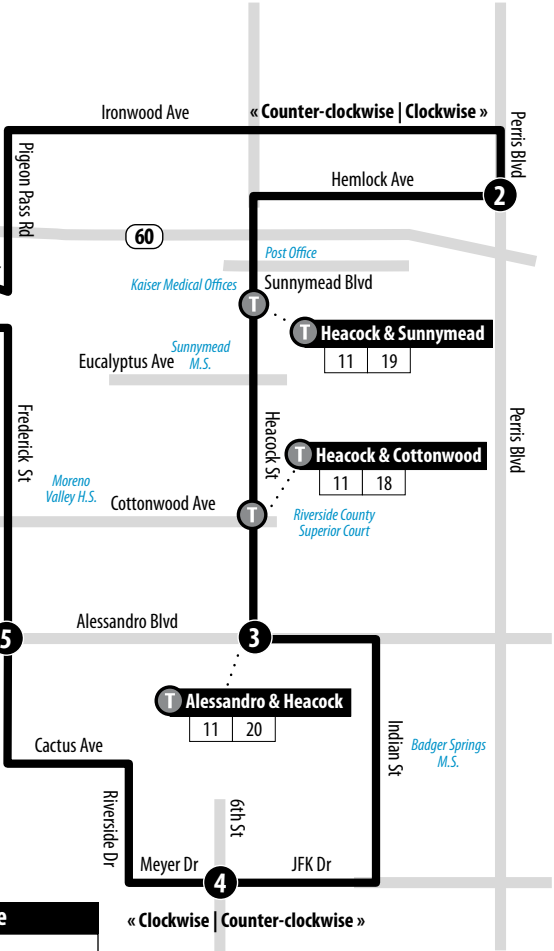 Ironwood Ave
« Counter-clockwise | Clockwise »
Perris Blvd
Pigeon Pass Rd
Hemlock Ave
2
60
Post Office
Kaiser Medical Offices
Sunnymead Blvd
T
T Heacock & Sunnymead
11 19
Sunnymead
M.S.
Eucalyptus Ave
Frederick St
Heacock St
Perris Blvd
T Heacock & Cottonwood
11 18
Moreno
Valley H.S.
Cottonwood Ave
T
Riverside County
Superior Court
Alessandro Blvd
5
3
T Alessandro & Heacock
11 20
Indian St
Badger Springs
M.S.
Cactus Ave
Riverside Dr
6th St
Meyer Dr
4
JFK Dr
e
« Clockwise | Counter-clockwise »